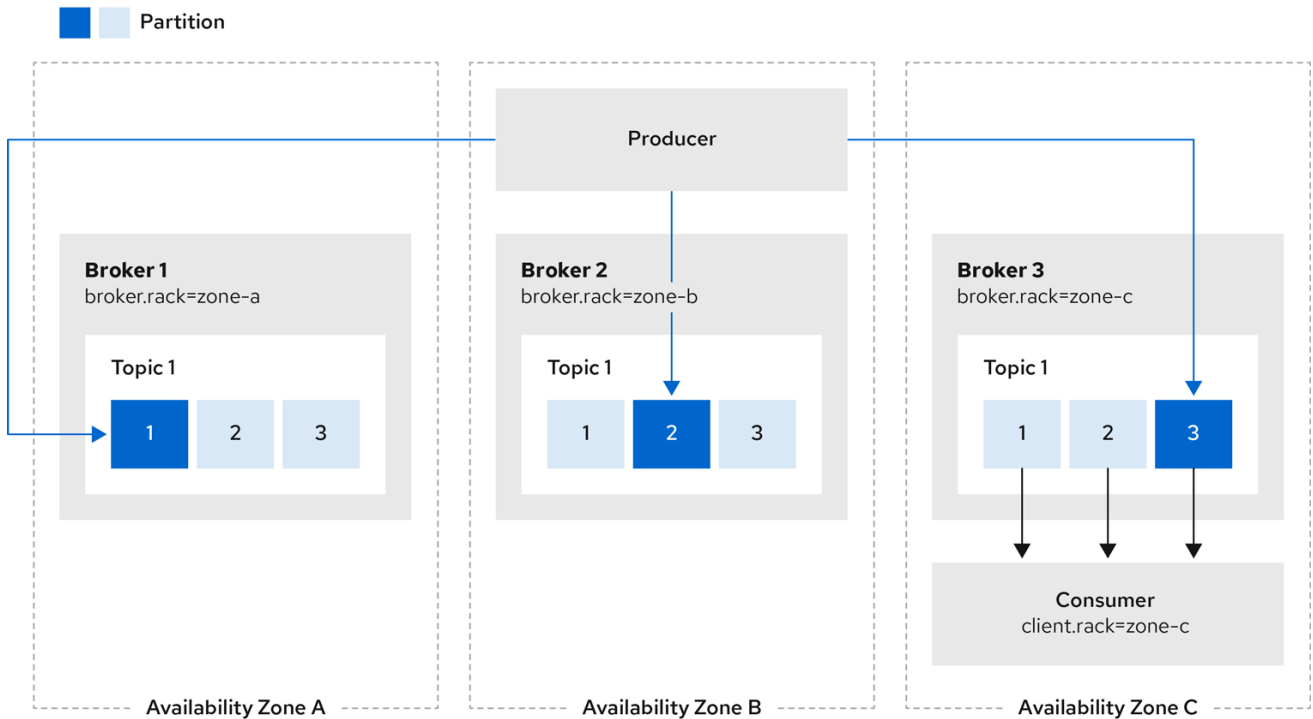 Partition
Producer
Broker 1
broker.rack=zone-a
Topic 1
1 2 3
Broker 2
broker.rack=zone-b
Topic 1
1 2 3
Broker 3
broker.rack=zone-c
Topic 1
1 2 3
Consumer
client.rack=zone-c
Availability Zone A
Availability Zone B
Availability Zone C